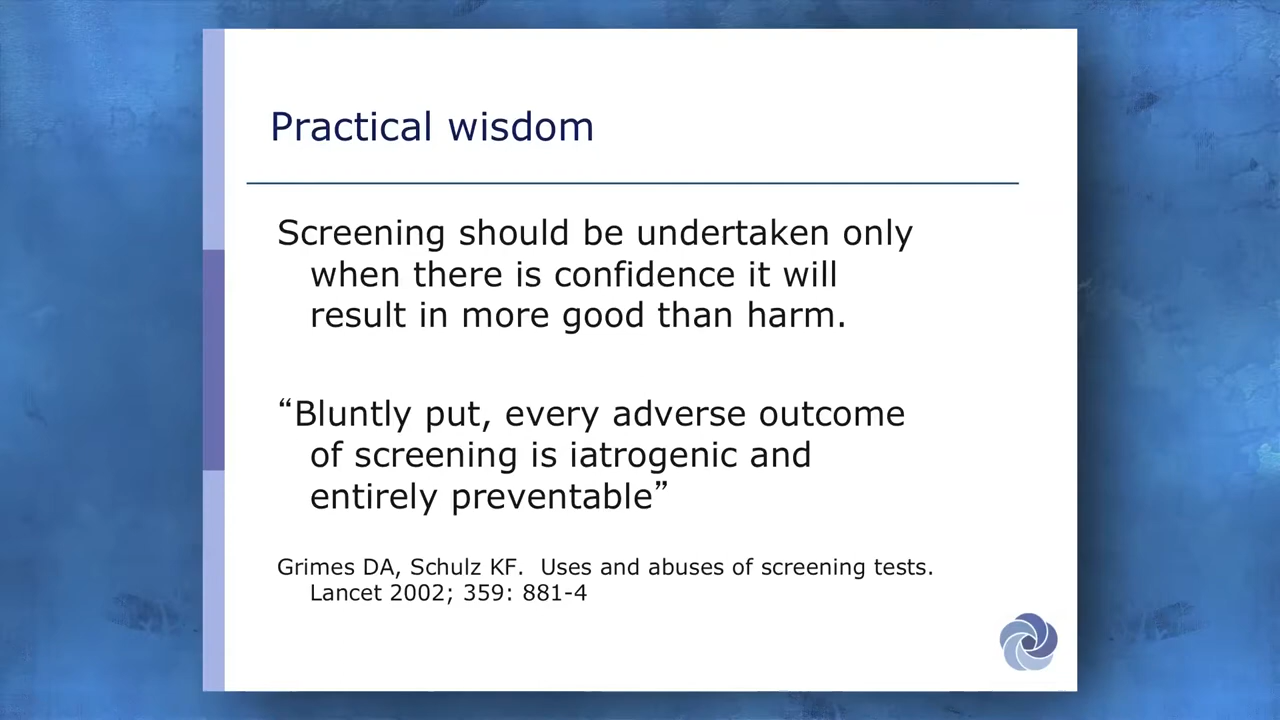 Practical wisdom
Screening should be undertaken only
when there is confidence it will
result in more good than harm.
“Bluntly put, every adverse outcome
of screening is iatrogenic and
entirely preventable”
Grimes DA, Schulz KF.  Uses and abuses of screening tests.
Lancet 2002; 359: 881-4